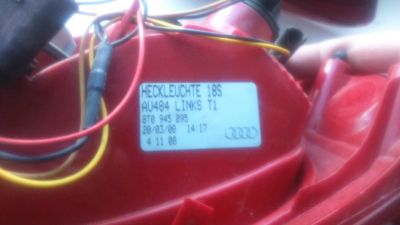 HECKLEUCHTE 18S
AU484 LINKS T1
8T0 945 095
20/03/08 14:17
4 11 08